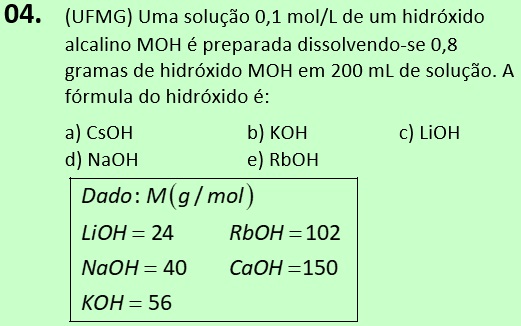 04. (UFMG) Uma solução 0,1 mol/L de um hidróxido
alcalino MOH é preparada dissolvendo-se 0,8
gramas de hidróxido MOH em 200 mL de solução. A
fórmula do hidróxido é:
a) CsOH b) KOH c) LiOH
d) NaOH e) RbOH
Dado: M(g/mol)
LiOH = 24 RbOH = 102
NaOH = 40 CaOH = 150
KOH = 56